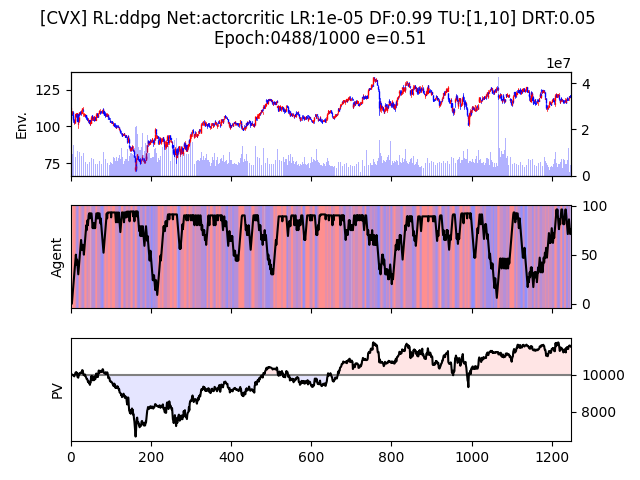 [CVX] RL:ddpg Net:actorcritic LR:1e-05 DF:0.99 TU:[1,10] DRT:0.05
Epoch:0488/1000 e=0.51
1e7
125
100
75
Env.
4
2
0
Agent
100
50
0
PV
10000
8000
0 200 400 600 800 1000 1200